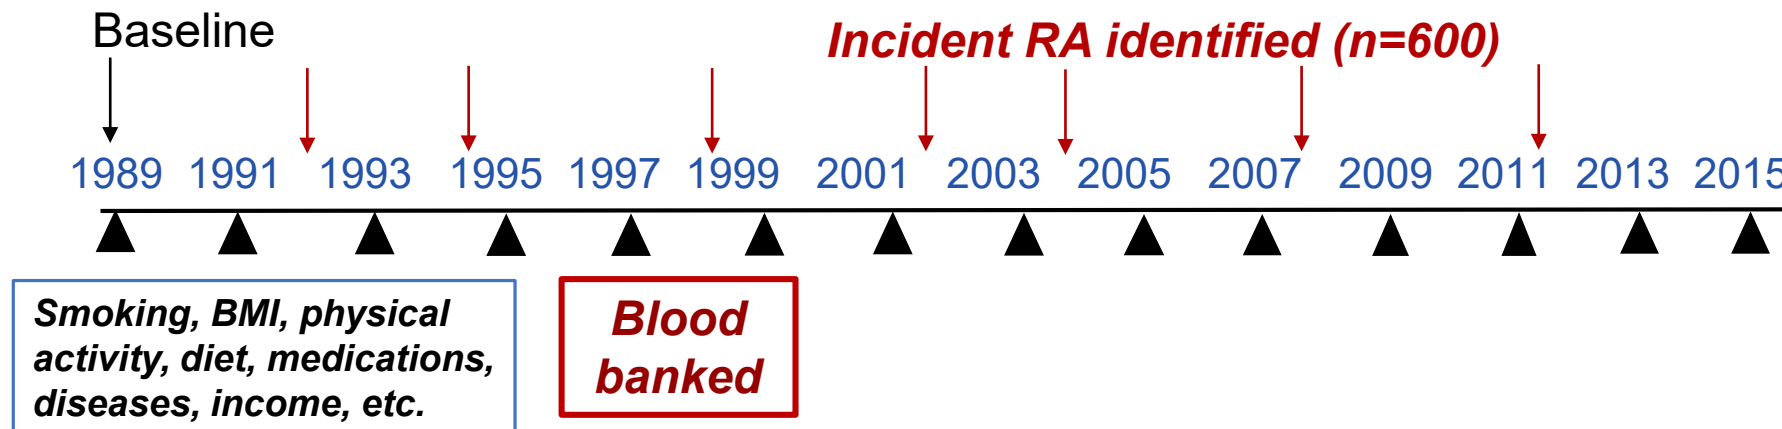 Baseline
Incident RA identified (n=600)
1989 1991 1993 1995 1997 1999 2001 2003 2005 2007 2009 2011 2013 2015
Smoking, BMI, physical
activity, diet, medications,
diseases, income, etc.
Blood
banked